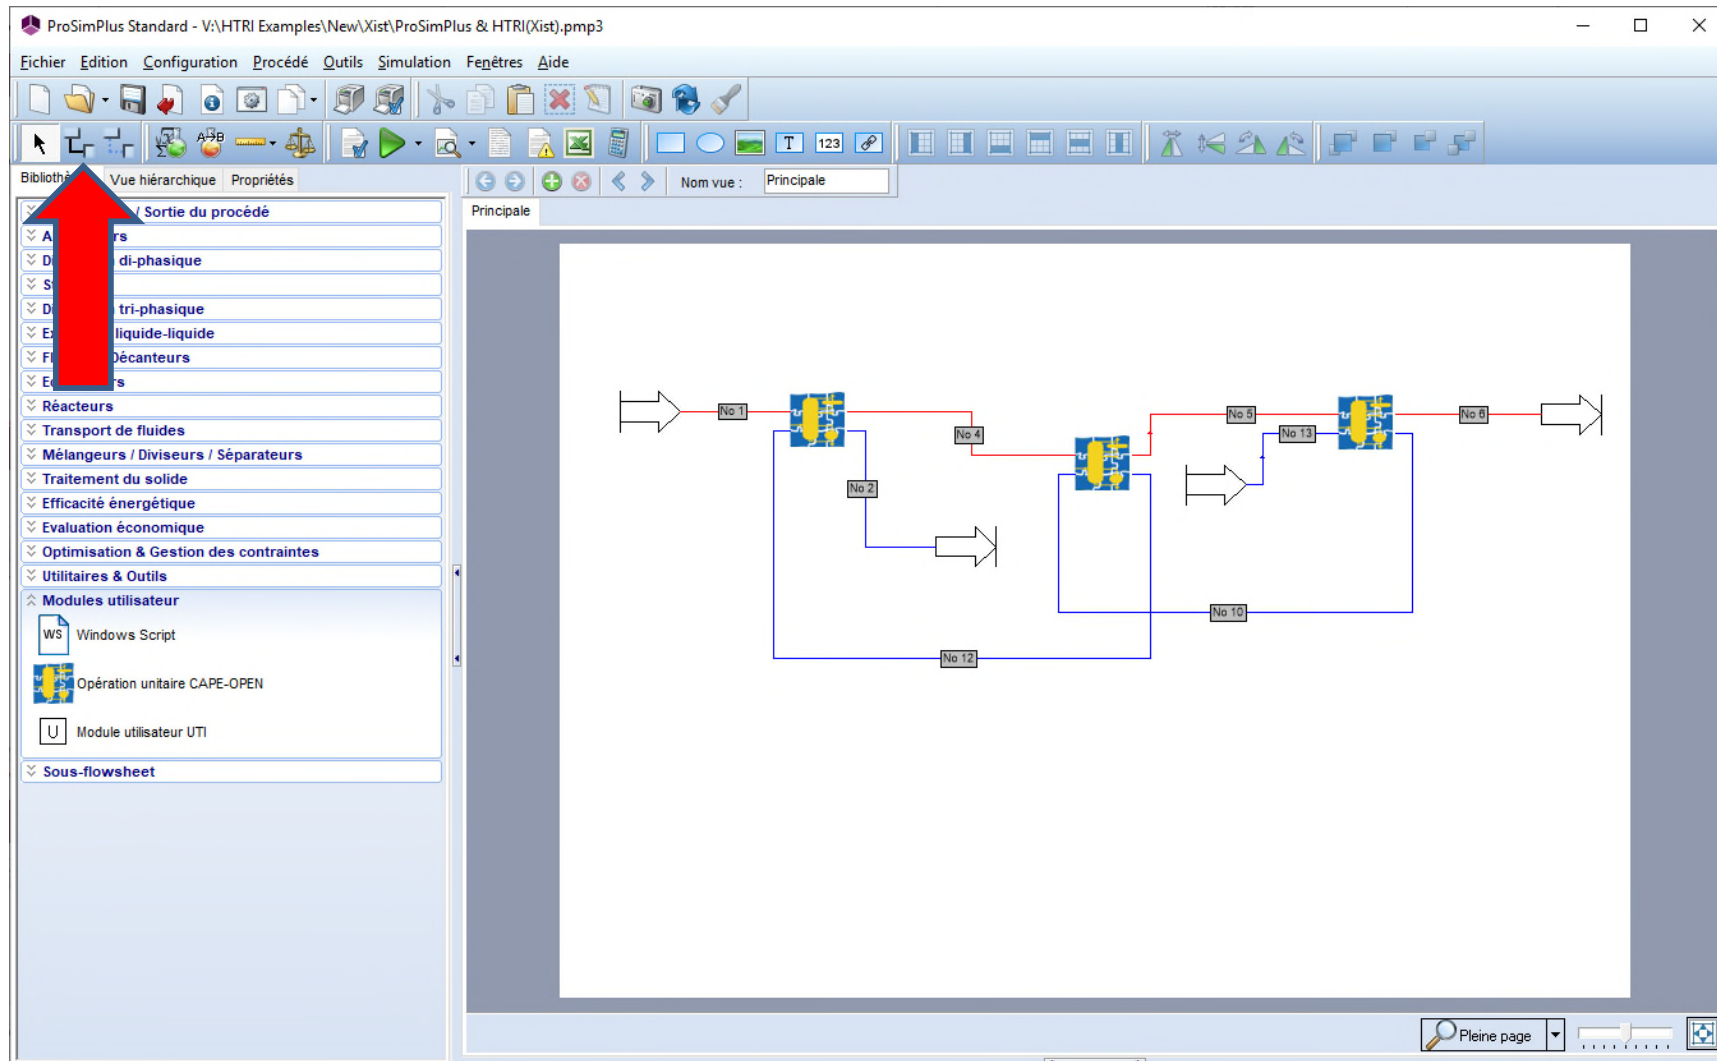 ProSimPlus Standard - V:\HTRI Examples\New\Xist\ProSimPlus & HTRI(Xist).pmp3
Fichier Edition Configuration Procédé Outils Simulation Fenêtres Aide
A B
T 123
Vue hiérarchique Propriétés
Nom vue : Principale
/ Sortie du procédé
Principale
di-phasique
tri-phasique
liquide-liquide
Décanteurs
Réacteurs
Transport de fluides
Mélangeurs / Diviseurs / Séparateurs
Traitement du solide
Efficacité énergétique
Evaluation économique
Optimisation & Gestion des contraintes
Utilitaires & Outils
Modules utilisateur
WS Windows Script
Opération unitaire CAPE-OPEN
U Module utilisateur UTI
Sous-flowsheet
No 1
No 4
No 2
No 5
No 13
No 6
No 10
No 12
Pleine page